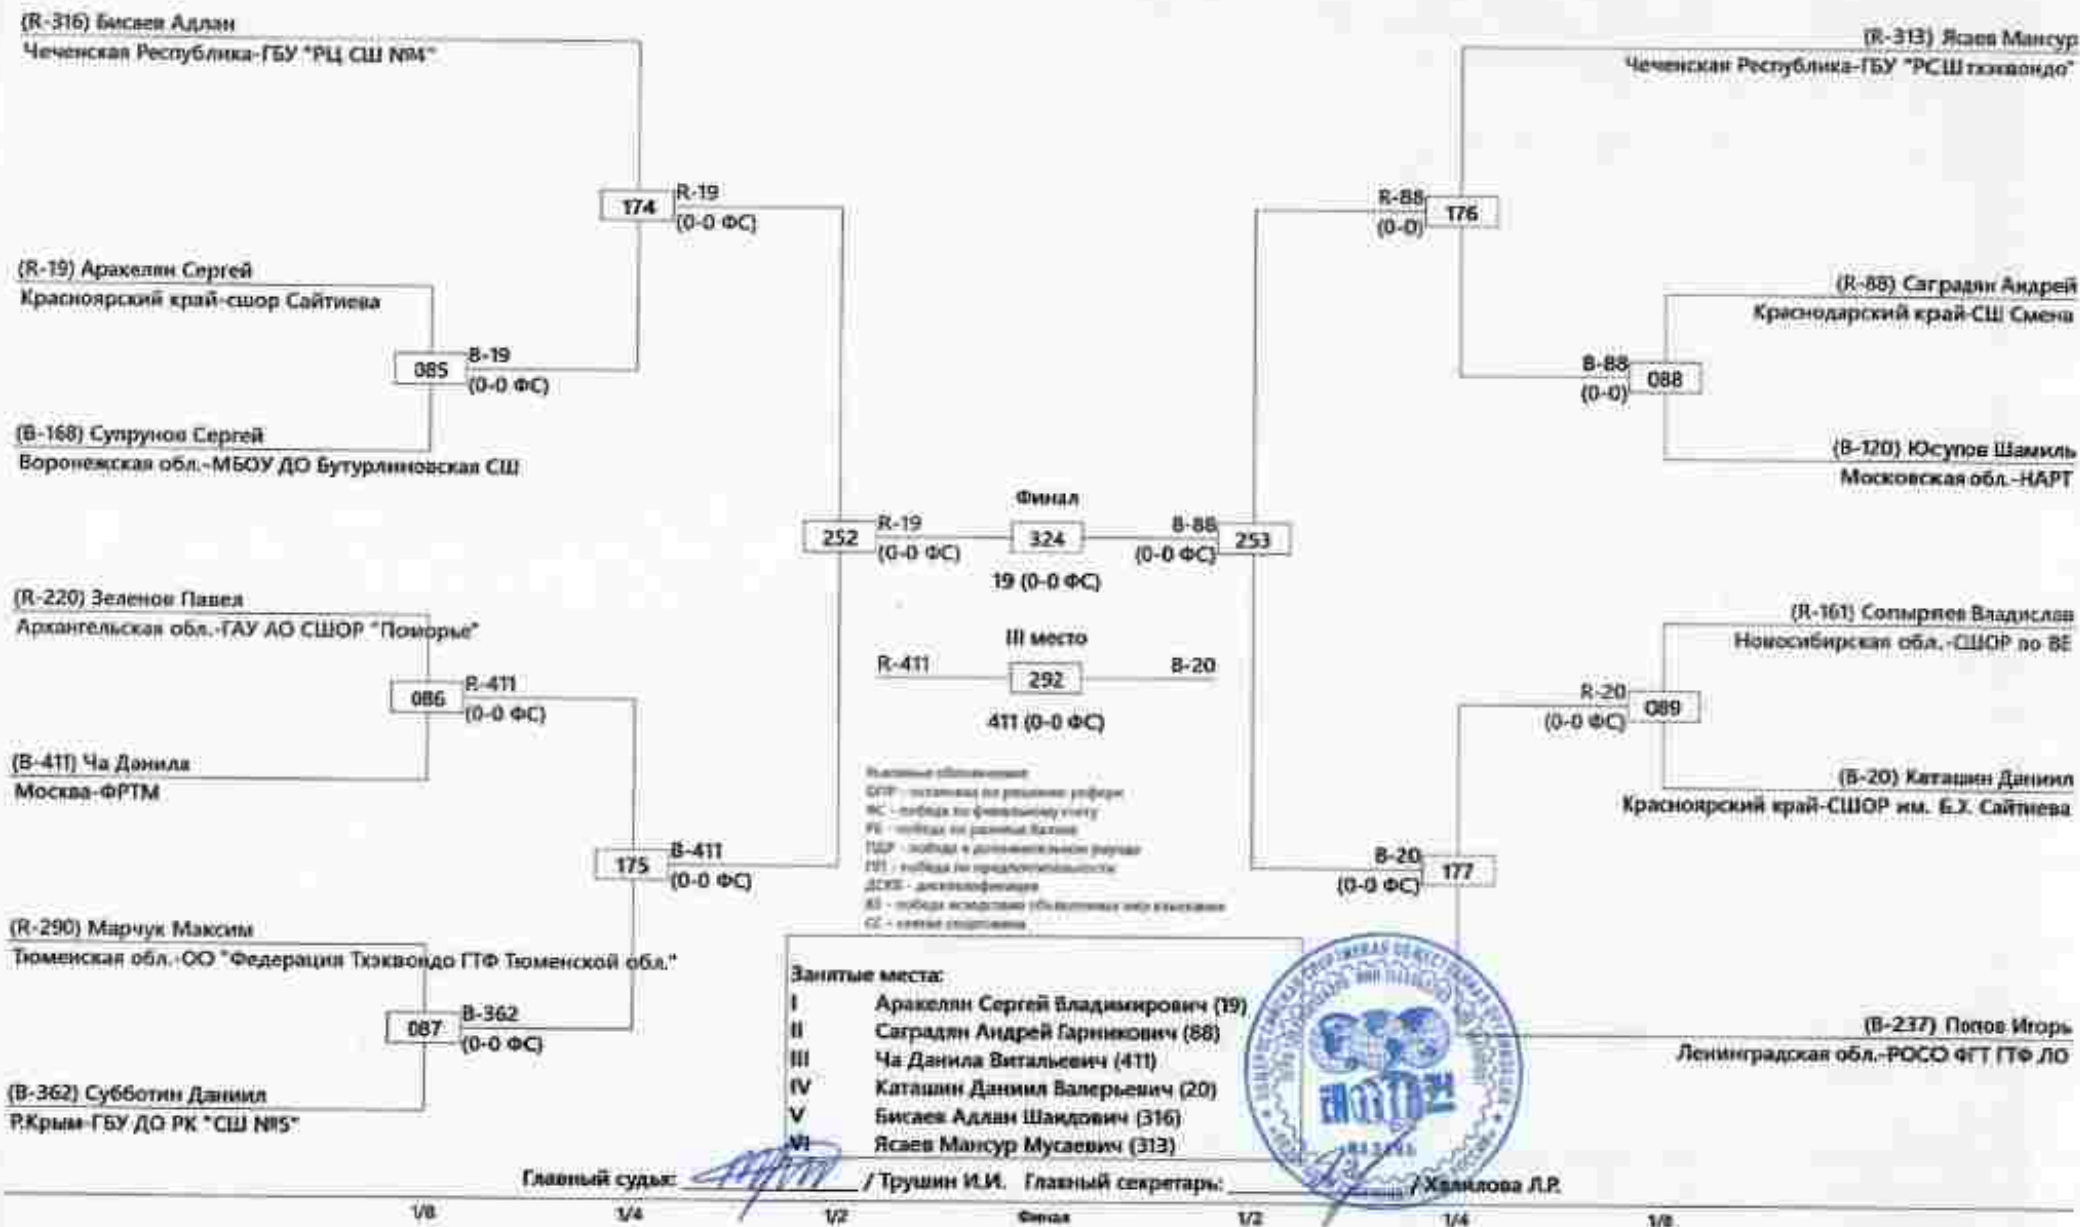 (R-316) Бисаев Адлан
Чеченская Республика-ГБУ "РЦ СШ №4"
(R-313) Ясаев Мансур
Чеченская Республика-ГБУ "РСШ тхэквондо"
174
R-19
(0-0 ФС)
R-88
(0-0)
176
(R-19) Аракелян Сергей
Красноярский край-сшор Сайтиева
(R-88) Саградян Андрей
Краснодарский край-СШ Смена
085
B-19
(0-0 ФС)
B-88
(0-0)
088
(B-168) Супрунов Сергей
Воронежская обл.-МБОУ ДО Бутурлиновская СШ
(B-120) Юсупов Шамиль
Московская обл.-НАРТ
Финал
252
R-19
(0-0 ФС)
324
B-88
(0-0 ФС)
253
19 (0-0 ФС)
(R-220) Зеленов Павел
Архангельская обл.-ГАУ АО СШОР "Поморье"
(R-161) Сопыряев Владислав
Новосибирская обл.-СШОР по ВЕ
III место
R-411
292
B-20
411 (0-0 ФС)
086
R-411
(0-0 ФС)
R-20
(0-0 ФС)
089
(B-411) Ча Данила
Москва-ФРТМ
(B-20) Каташин Даниил
Красноярский край-СШОР им. Б.Х. Сайтиева
175
B-411
(0-0 ФС)
B-20
(0-0 ФС)
177
ДСКВ - дисквалификация
(R-290) Марчук Максим
Тюменская обл.-ОО "Федерация Тхэквондо ГТФ Тюменской обл."
087
B-362
(0-0 ФС)
(B-237) Попов Игорь
Ленинградская обл.-РОСО ФГТ ГТФ ЛО
(B-362) Субботин Даниил
Р.Крым-ГБУ ДО РК "СШ №5"
Занятые места:
I Аракелян Сергей Владимирович (19)
II Саградян Андрей Гарникович (88)
III Ча Данила Витальевич (411)
IV Каташин Даниил Валерьевич (20)
V Бисаев Адлан Шаидович (316)
VI Ясаев Мансур Мусаевич (313)
Главный судья: / Трушин И.И. Главный секретарь: / Халилова Л.Р.
1/8 1/4 1/2 Финал 1/2 1/4 1/8